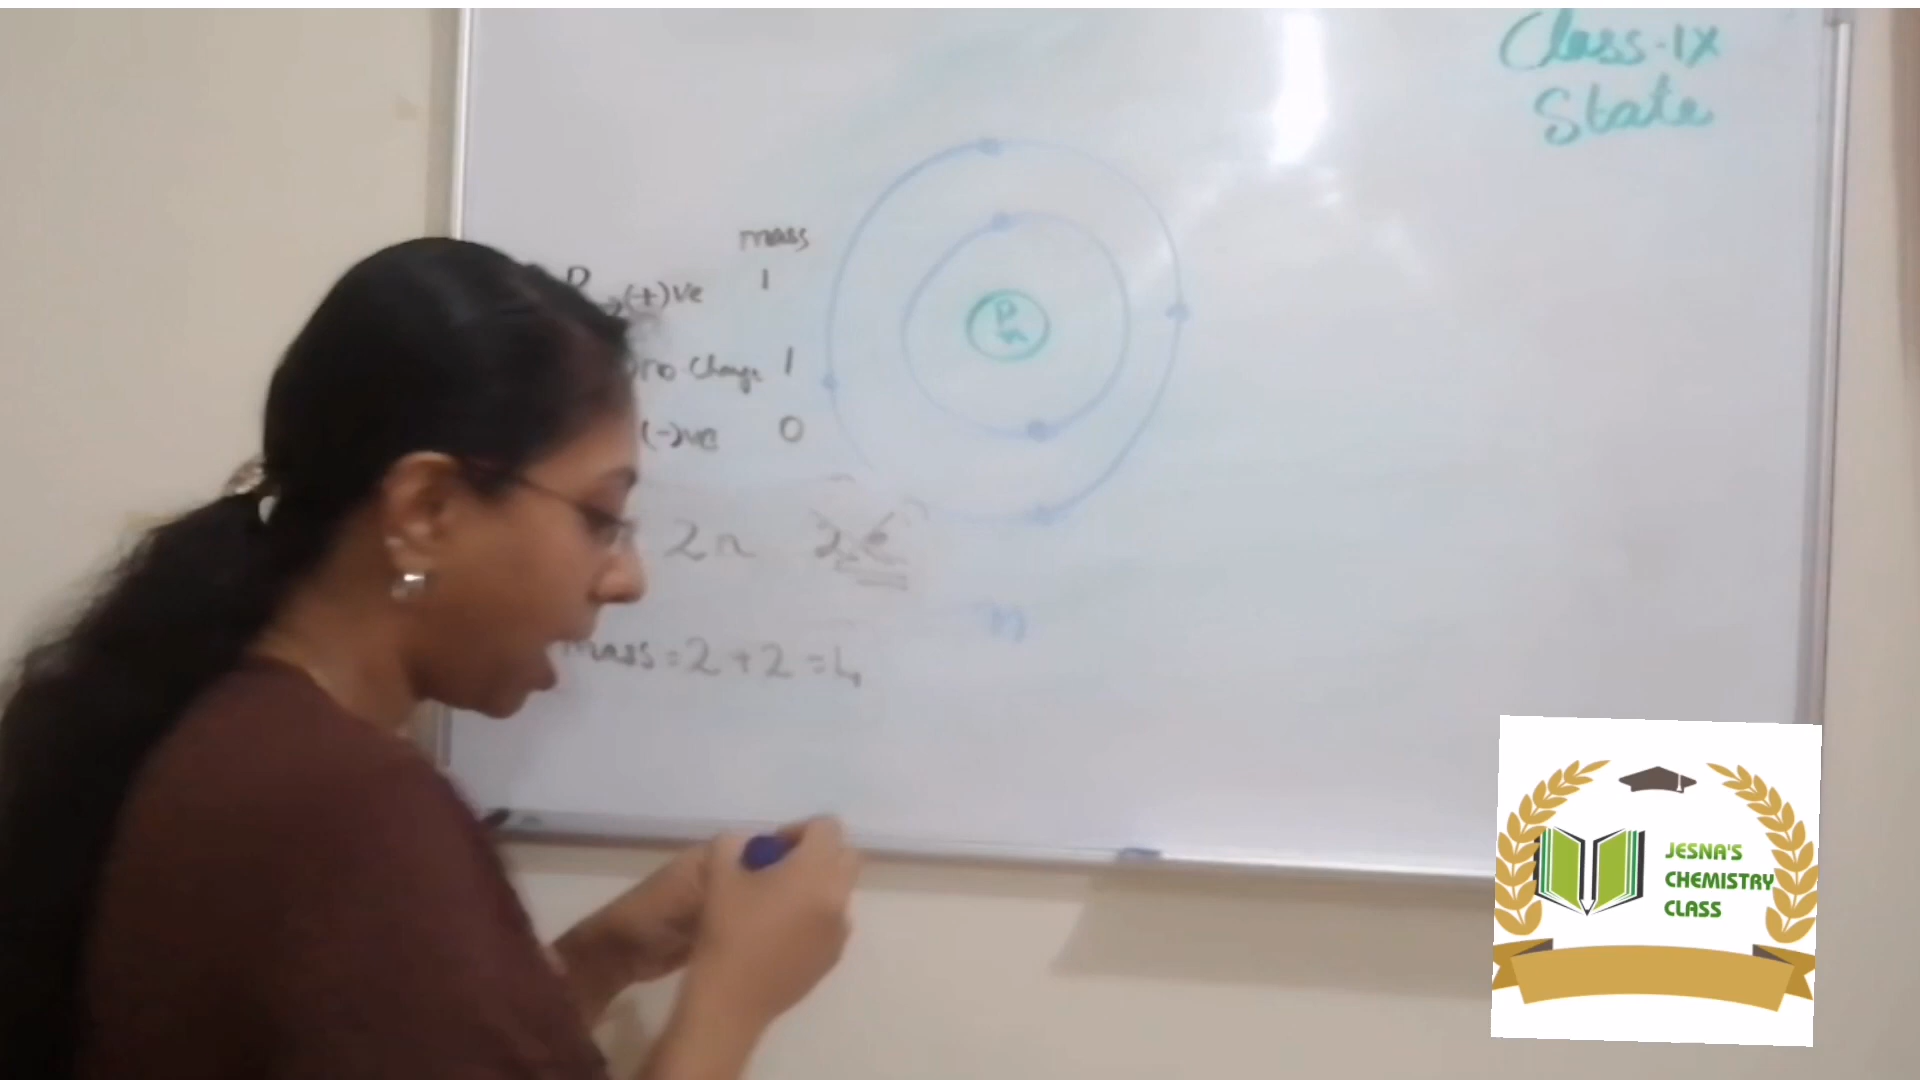 Class-IX
State
mass
P →(+)ve 1
no charge 1
(-)ve 0
P
n
2n 2e
n
mass = 2 + 2 = 4
JESNA'S
CHEMISTRY
CLASS